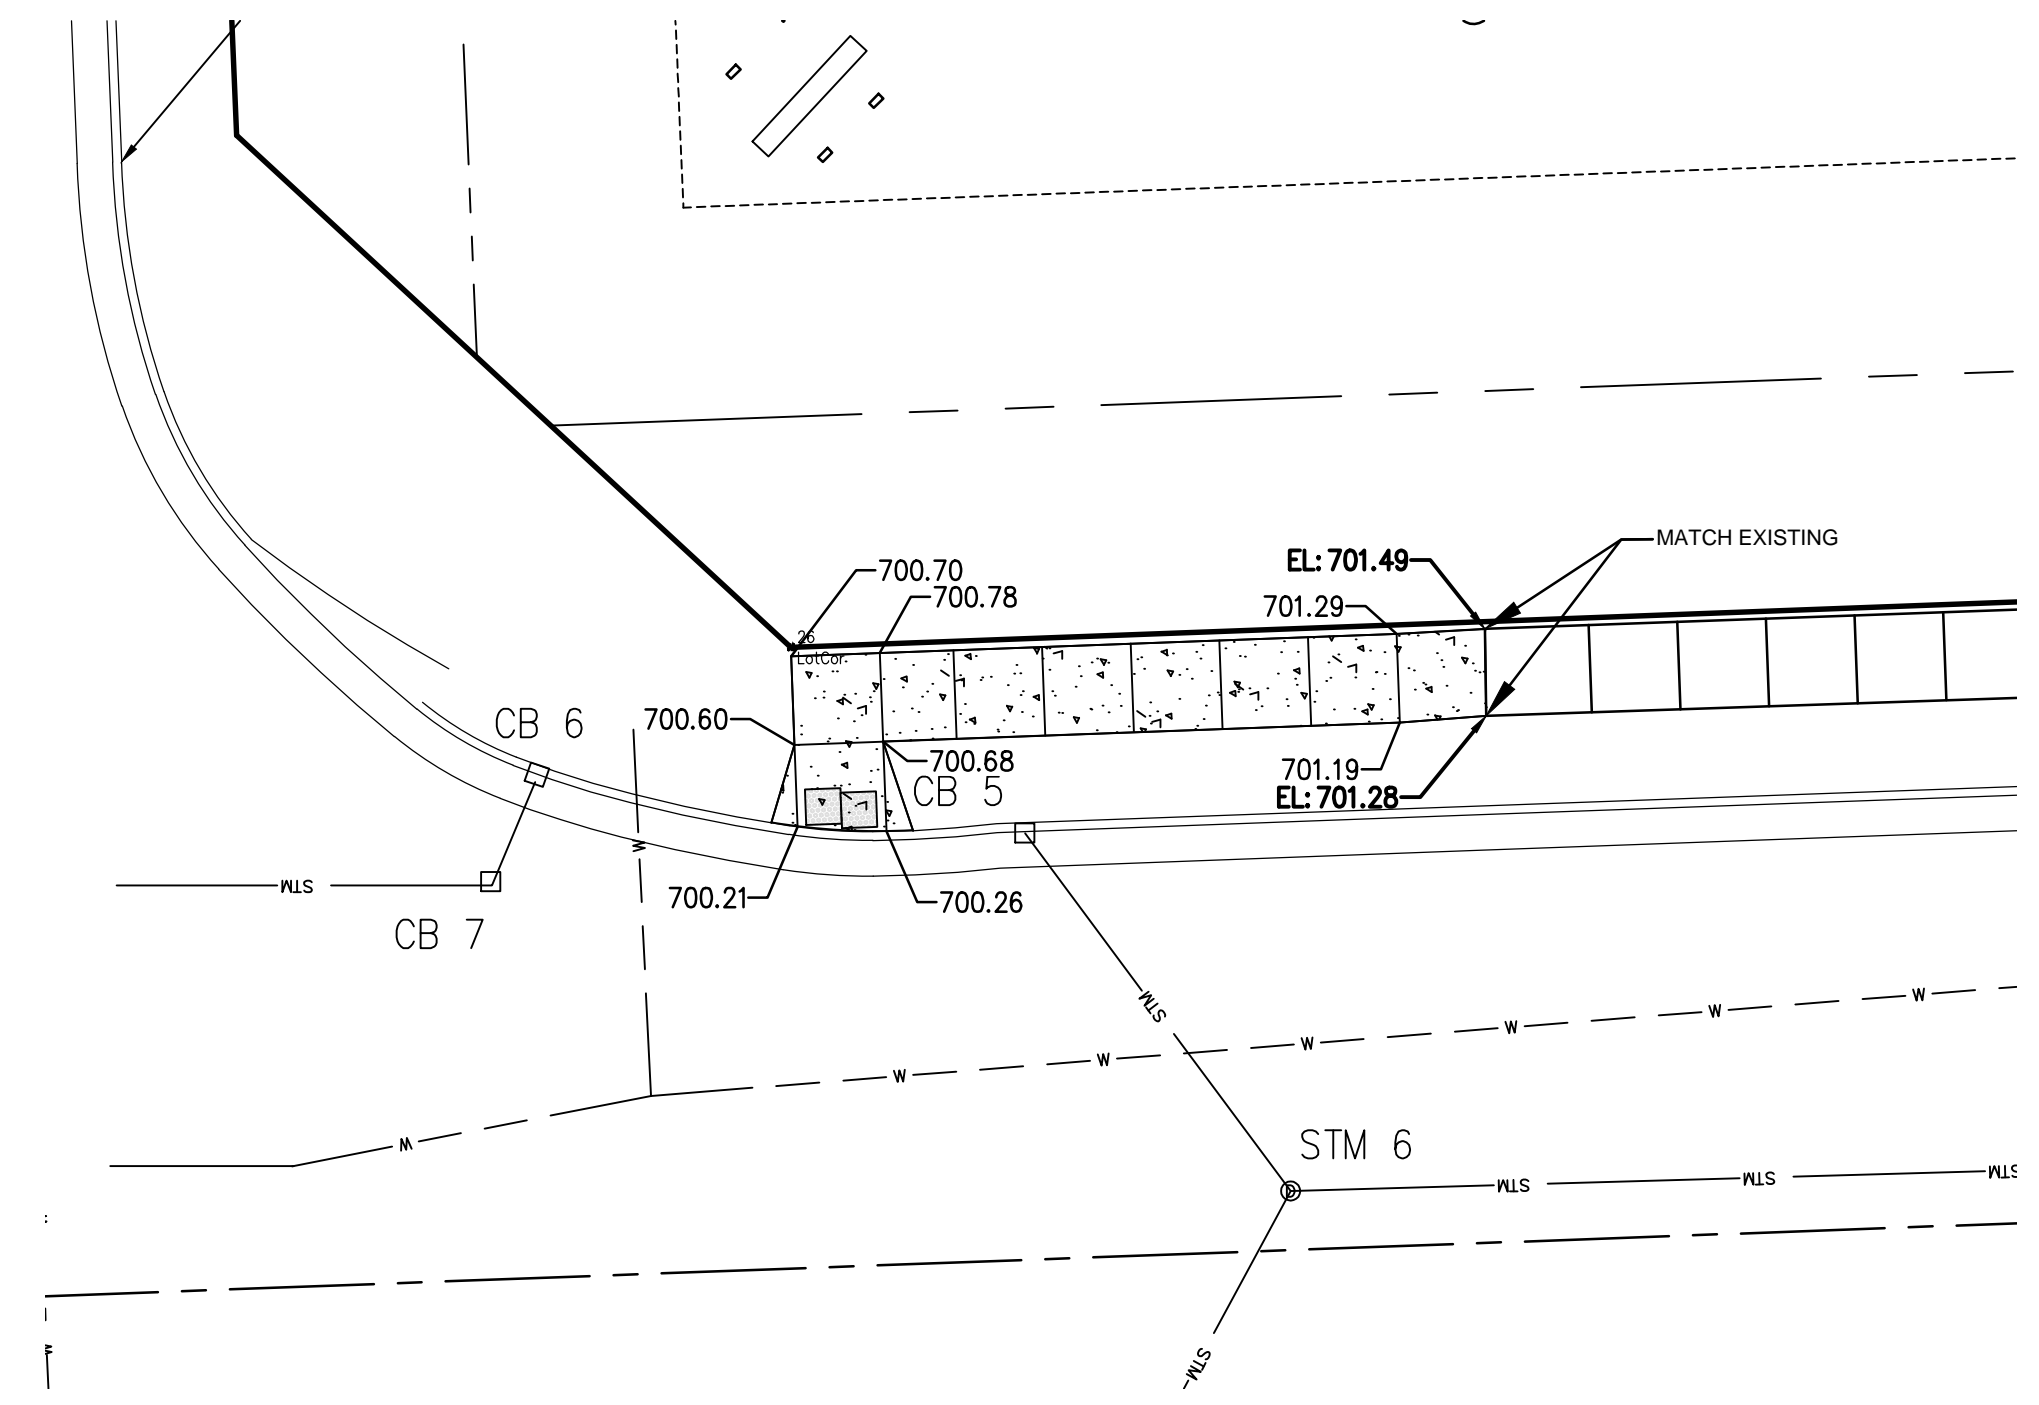 MATCH EXISTING
EL: 701.49
700.70
700.78
701.29
26
LotCor
CB 6
700.60
700.68
CB 5
701.19
EL: 701.28
W
STM
700.21
700.26
CB 7
W
STM
W
W
W
W
W
STM 6
STM
STM
STM
W
STM